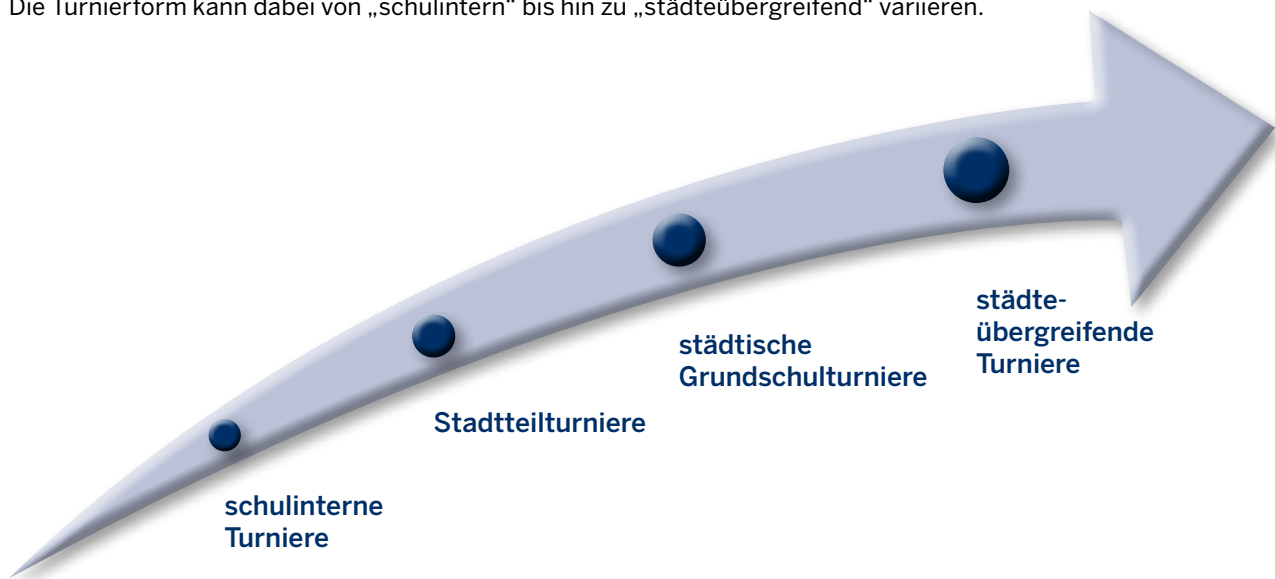 Die Turnierform kann dabei von „schulintern“ bis hin zu „städteübergreifend“ variieren.
städte-
übergreifende
Turniere
städtische
Grundschulturniere
Stadtteilturniere
schulinterne
Turniere